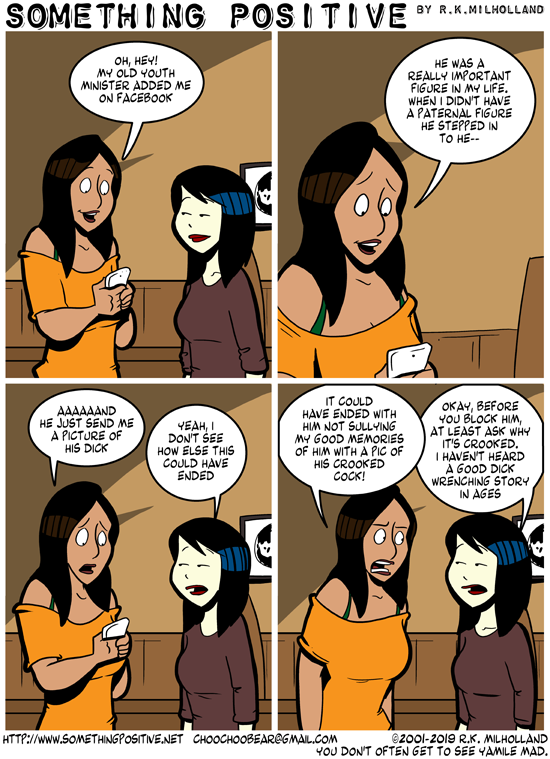 SOMETHING POSITIVE BY R.K.MILHOLLAND
OH, HEY!
MY OLD YOUTH
MINISTER ADDED ME
ON FACEBOOK
HE WAS A
REALLY IMPORTANT
FIGURE IN MY LIFE.
WHEN I DIDN'T HAVE
A PATERNAL FIGURE
HE STEPPED IN
TO HE--
AAAAAAND
HE JUST SEND ME
A PICTURE OF
HIS DICK
YEAH, I
DON'T SEE
HOW ELSE THIS
COULD HAVE
ENDED
IT COULD
HAVE ENDED WITH
HIM NOT SULLYING
MY GOOD MEMORIES
OF HIM WITH A PIC OF
HIS CROOKED
COCK!
OKAY, BEFORE
YOU BLOCK HIM,
AT LEAST ASK WHY
IT'S CROOKED.
I HAVEN'T HEARD
A GOOD DICK
WRENCHING STORY
IN AGES
HTTP://WWW.SOMETHINGPOSITIVE.NET CHOOCHOOBEAR@GMAIL.COM ©2001-2019 R.K. MILHOLLAND
YOU DON'T OFTEN GET TO SEE YAMILE MAD.